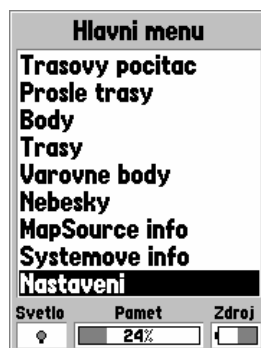 Hlavni menu
Trasovy pocitac
Prosle trasy
Body
Trasy
Varovne body
Nebesky
MapSource info
Systemove info
Nastaveni
Svetlo Pamet Zdroj
24%